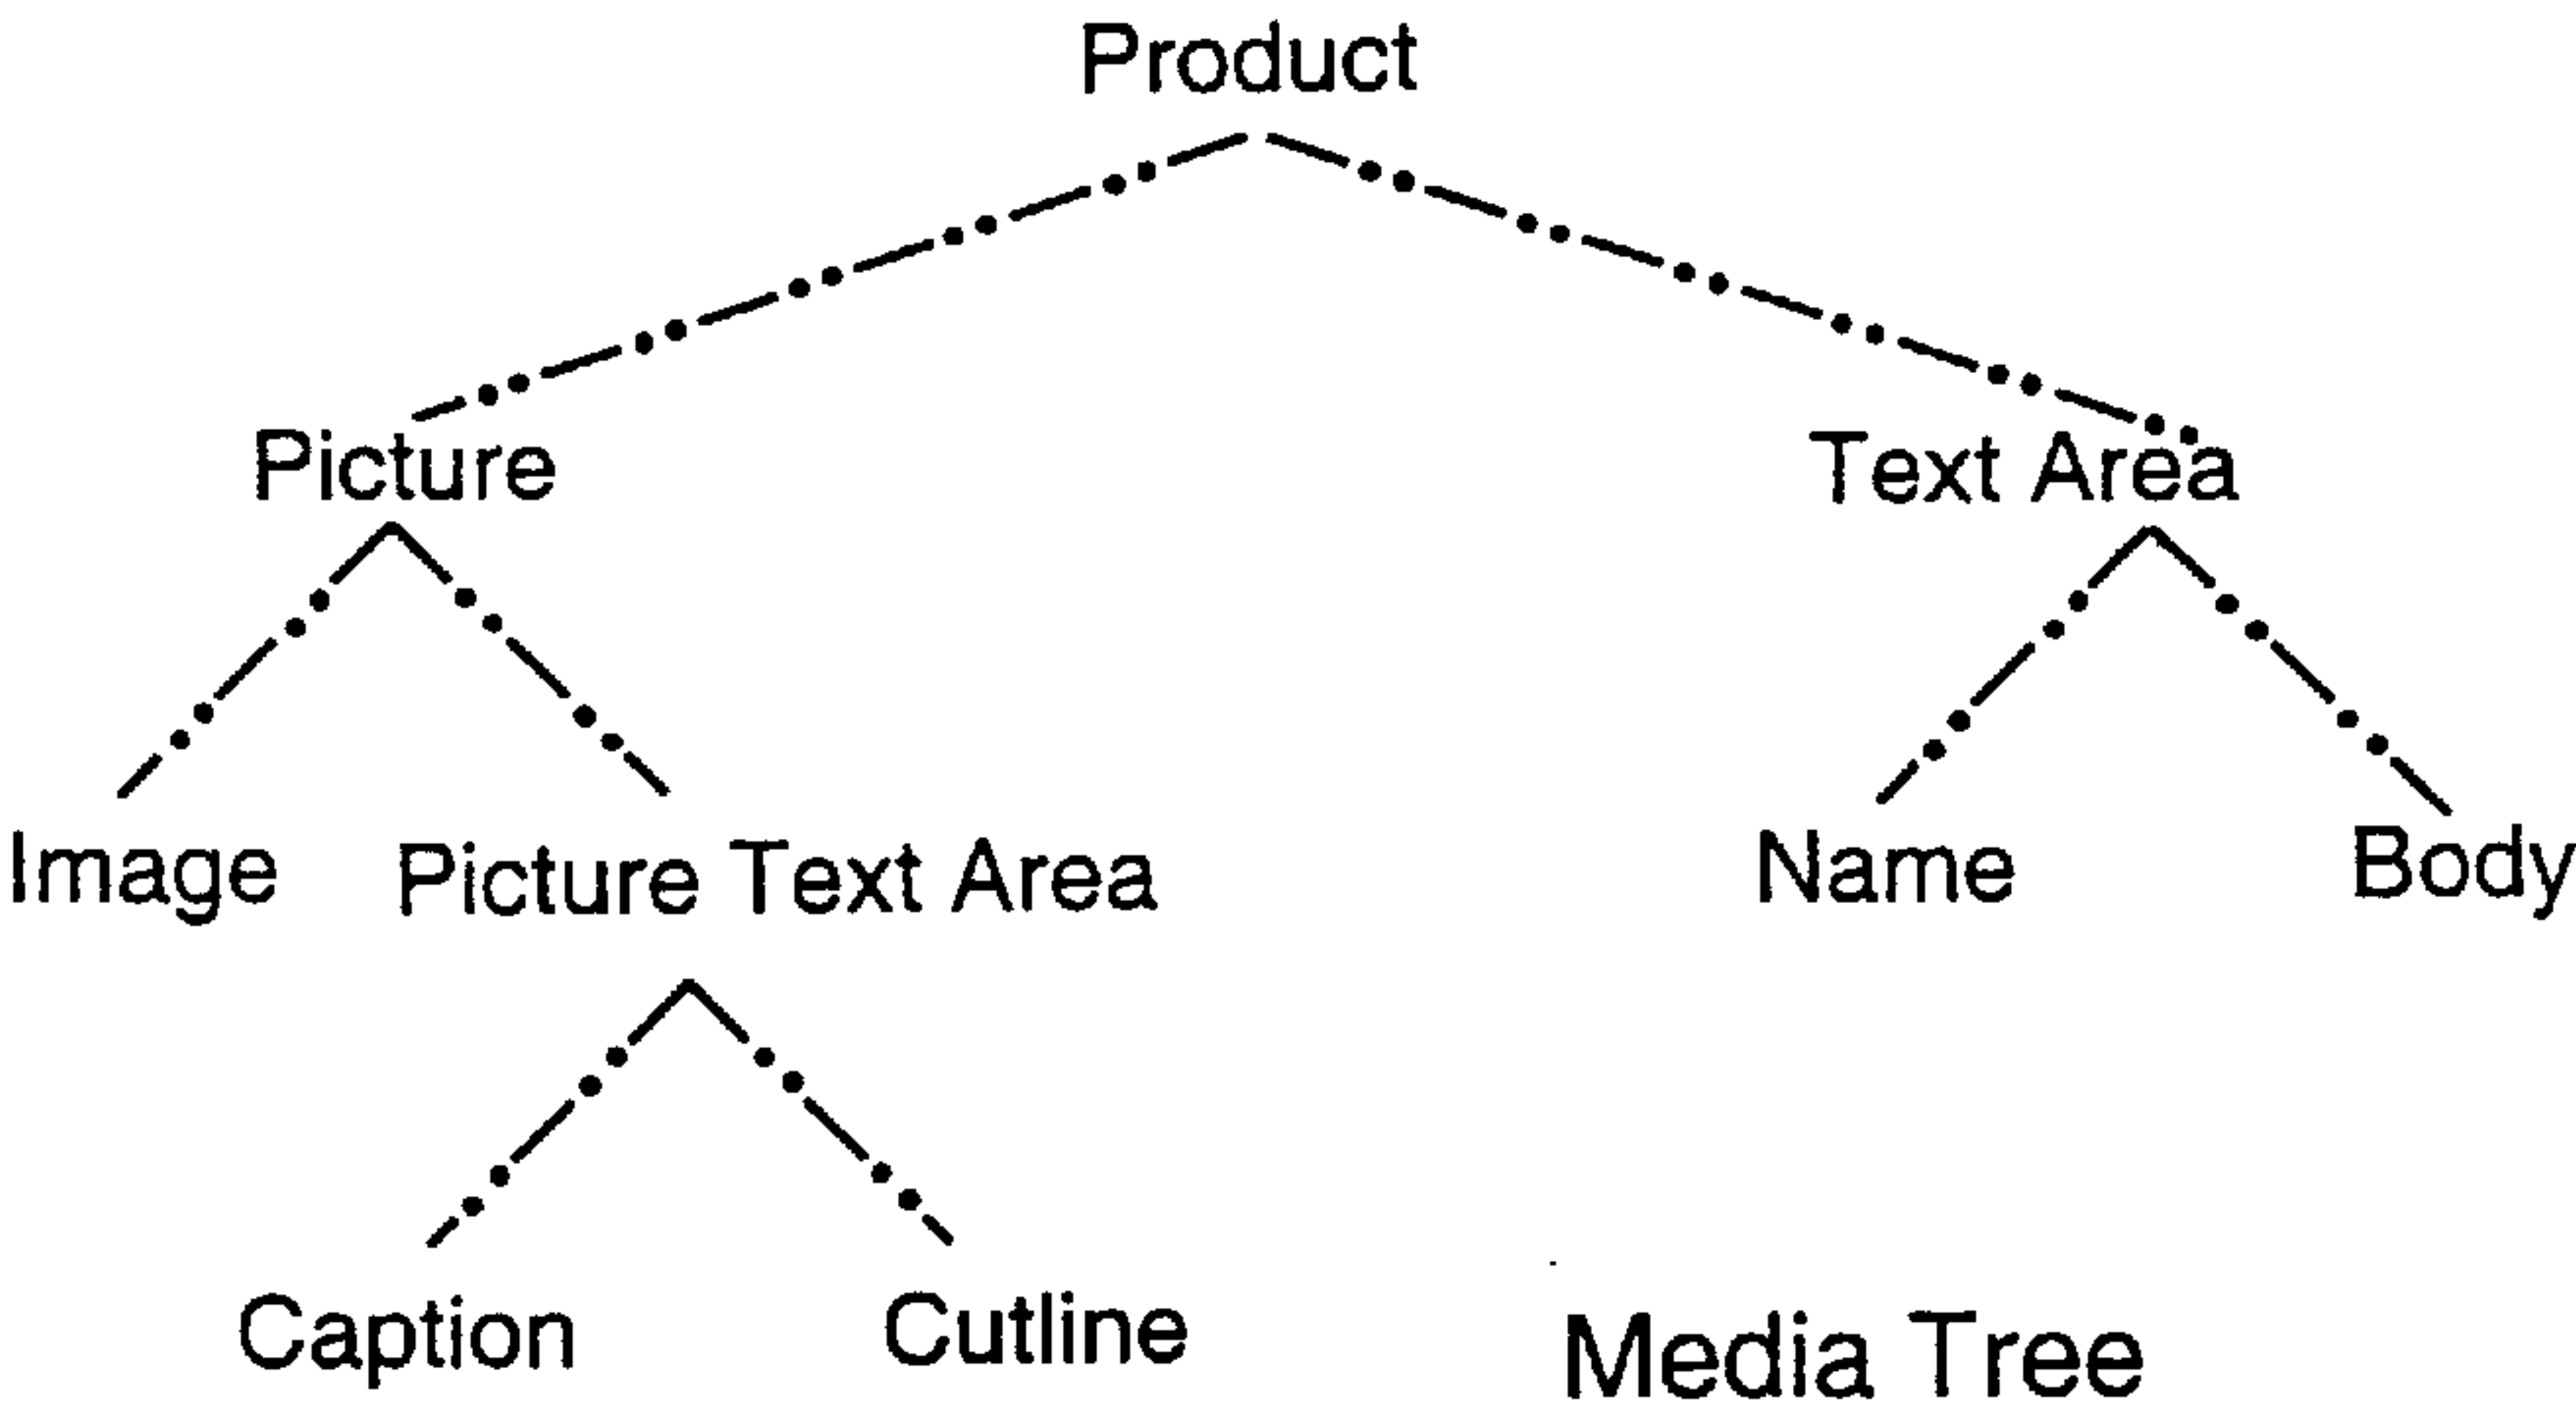 Product
Picture
Text Area
Image
Picture Text Area
Name
Body
Caption
Cutline
Media Tree